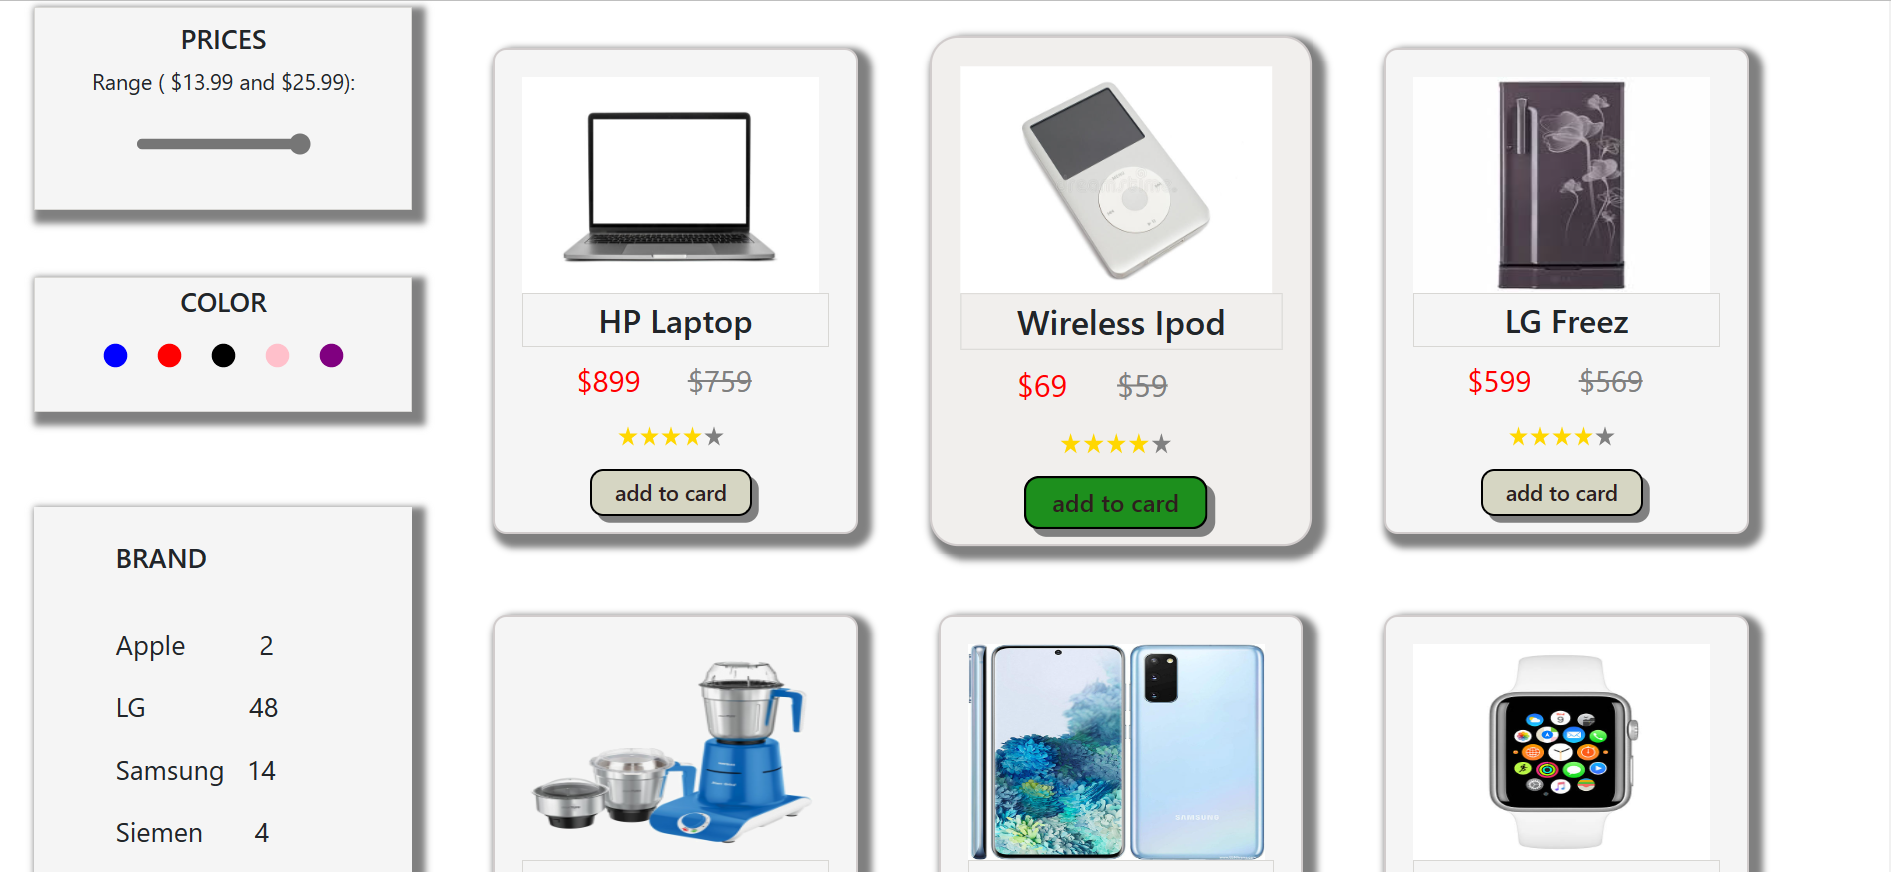 PRICES
Range ( $13.99 and $25.99):
COLOR
BRAND
Apple 2
LG 48
Samsung 14
Siemen 4
HP Laptop
$899 $759
★★★★★
add to card
Wireless Ipod
$69 $59
★★★★★
add to card
LG Freez
$599 $569
★★★★★
add to card
SAMSUNG
9